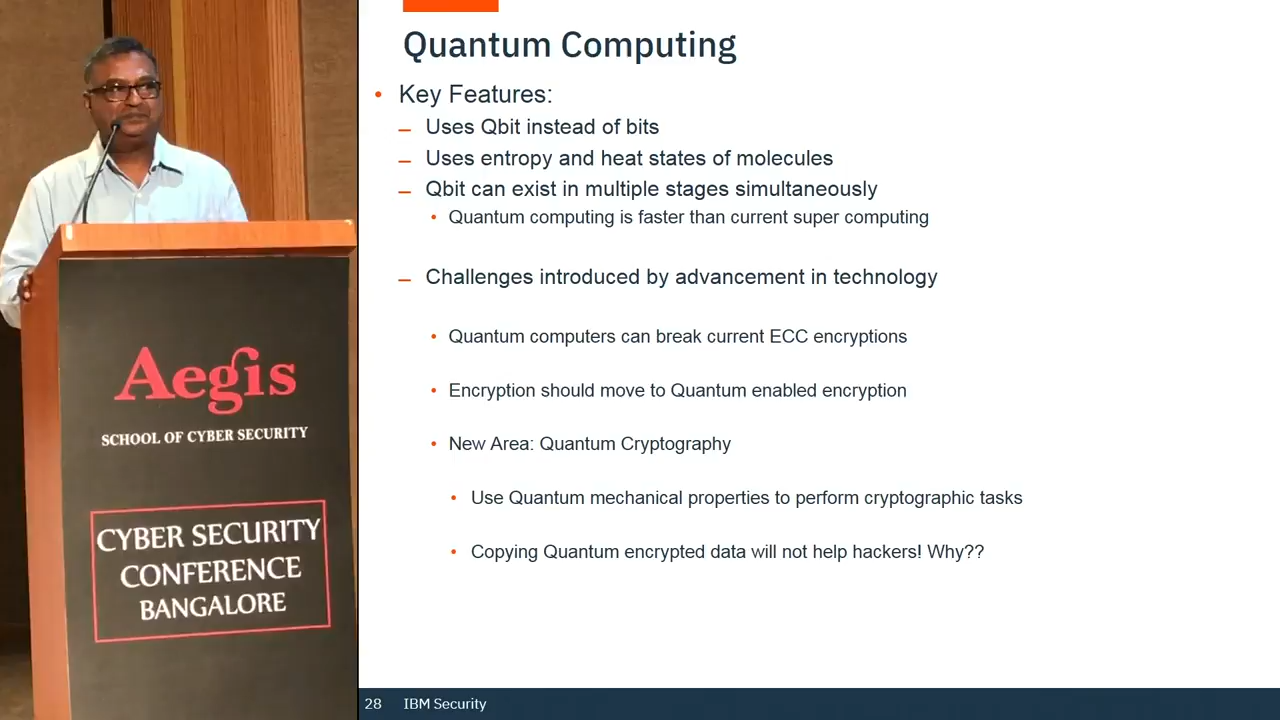 Quantum Computing
Key Features:
Uses Qbit instead of bits
Uses entropy and heat states of molecules
Qbit can exist in multiple stages simultaneously
Quantum computing is faster than current super computing
Challenges introduced by advancement in technology
Quantum computers can break current ECC encryptions
Encryption should move to Quantum enabled encryption
New Area: Quantum Cryptography
Use Quantum mechanical properties to perform cryptographic tasks
Copying Quantum encrypted data will not help hackers! Why??
28 IBM Security
Aegis
SCHOOL OF CYBER SECURITY
CYBER SECURITY
CONFERENCE
BANGALORE